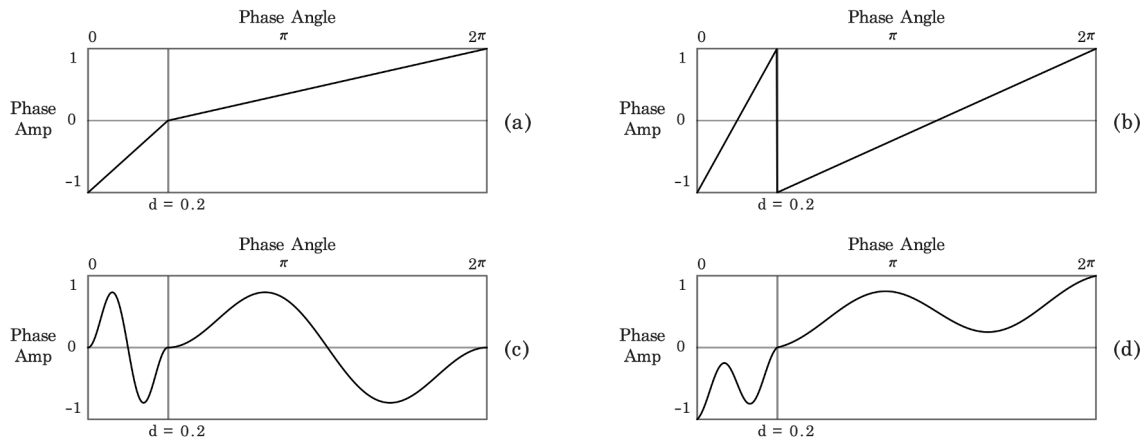 Phase Angle
0 π 2π
1
Phase
Amp
0
-1
d = 0.2
(a)
Phase Angle
0 π 2π
1
Phase
Amp
0
-1
d = 0.2
(b)
Phase Angle
0 π 2π
1
Phase
Amp
0
-1
d = 0.2
(c)
Phase Angle
0 π 2π
1
Phase
Amp
0
-1
d = 0.2
(d)